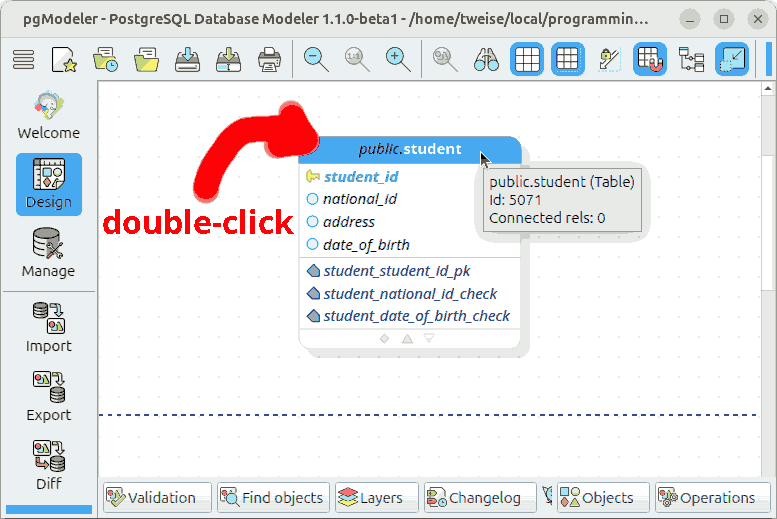 pgModeler - PostgreSQL Database Modeler 1.1.0-beta1 - /home/tweise/local/programmin...
1:1
Welcome
Design
Manage
Import
Export
Diff
double-click
public.student
student_id
national_id
address
date_of_birth
student_student_id_pk
student_national_id_check
student_date_of_birth_check
public.student (Table)
Id: 5071
Connected rels: 0
Validation
Find objects
Layers
Changelog
Objects
Operations